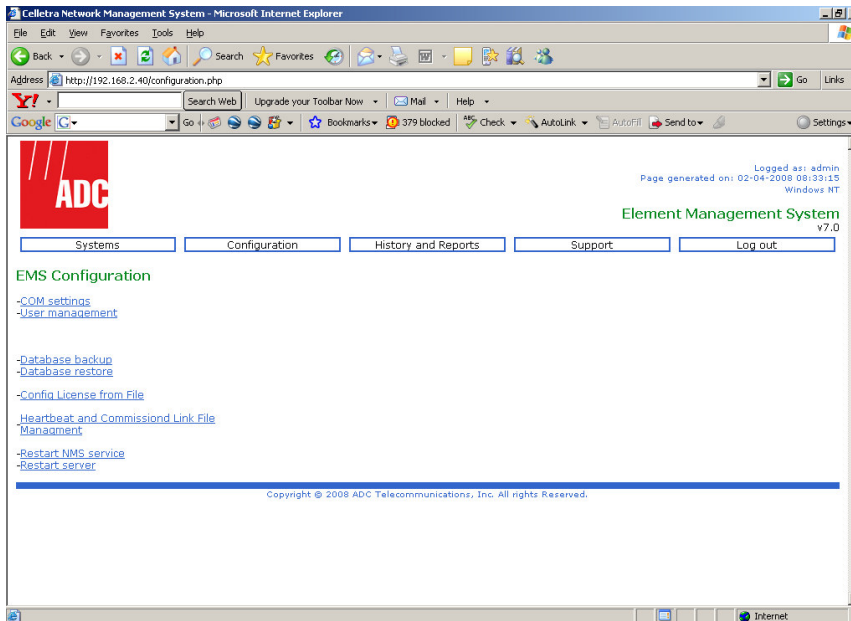 Celletra Network Management System - Microsoft Internet Explorer
File Edit View Favorites Tools Help
Back Search Favorites
Address http://192.168.2.40/configuration.php Go Links
Y! Search Web Upgrade your Toolbar Now Mail Help
Google G Go Bookmarks 379 blocked ABC Check AutoLink AutoFill Send to Settings
ADC
Logged as: admin
Page generated on: 02-04-2008 08:33:15
Windows NT
Element Management System
v7.0
Systems Configuration History and Reports Support Log out
EMS Configuration
-COM settings
-User management
-Database backup
-Database restore
-Config License from File
-Heartbeat and Commissiond Link File
Managment
-Restart NMS service
-Restart server
Copyright © 2008 ADC Telecommunications, Inc. All rights Reserved.
Internet